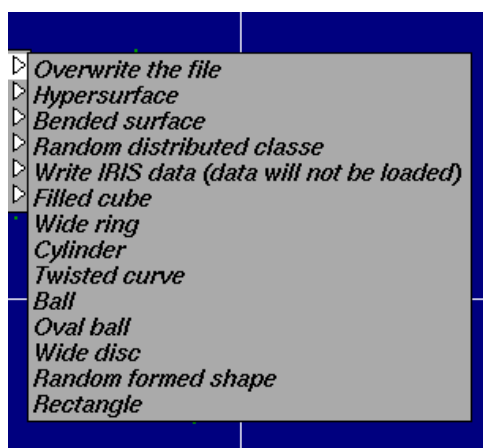 Overwrite the file
Hypersurface
Bended surface
Random distributed classe
Write IRIS data (data will not be loaded)
Filled cube
Wide ring
Cylinder
Twisted curve
Ball
Oval ball
Wide disc
Random formed shape
Rectangle